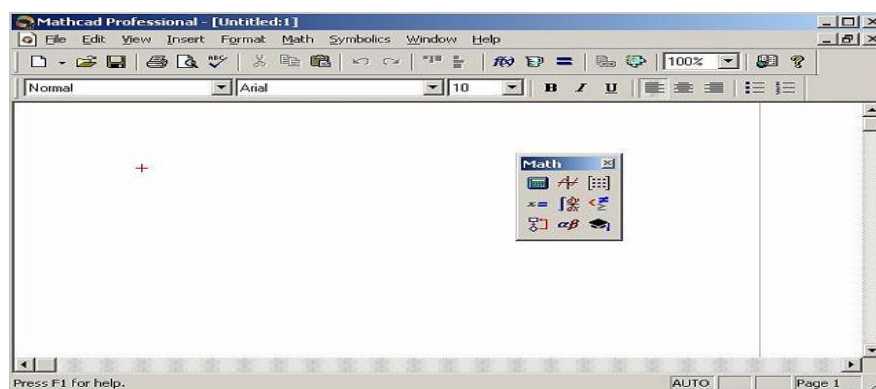 Mathcad Professional - [Untitled:1]
File Edit View Insert Format Math Symbolics Window Help
100%
Normal Arial 10 B I U
Math
αβ
Press F1 for help. AUTO Page 1